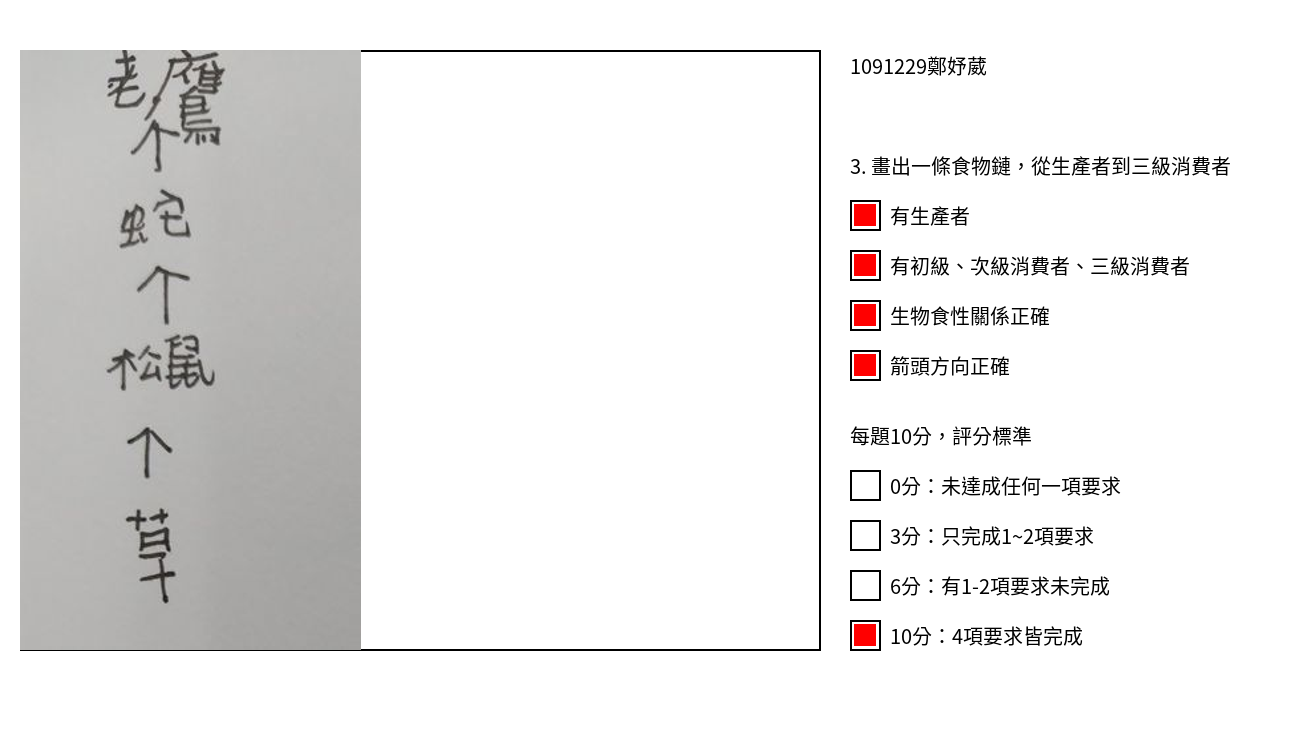 老鷹
↑
蛇
↑
松鼠
↑
草
1091229鄭妤葳
3. 畫出一條食物鏈，從生產者到三級消費者
有生產者
有初級、次級消費者、三級消費者
生物食性關係正確
箭頭方向正確
每題10分，評分標準
0分：未達成任何一項要求
3分：只完成1~2項要求
6分：有1-2項要求未完成
10分：4項要求皆完成